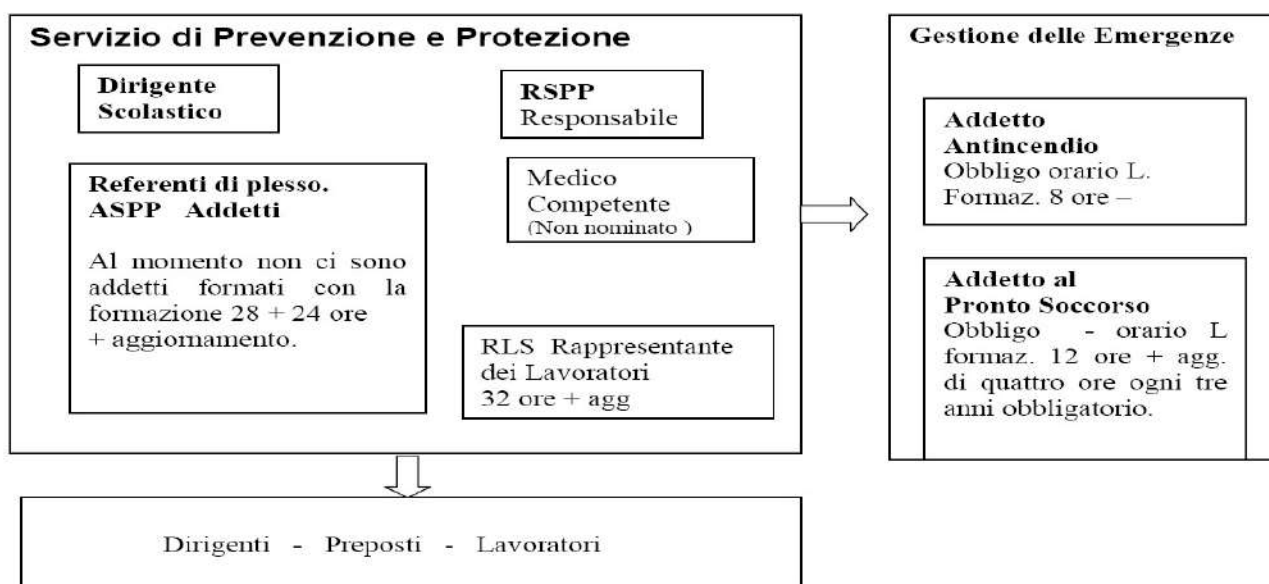 Servizio di Prevenzione e Protezione
Dirigente
Scolastico
RSPP
Responsabile
Referenti di plesso.
ASPP Addetti
Al momento non ci sono
addetti formati con la
formazione 28 + 24 ore
+ aggiornamento.
Medico
Competente
(Non nominato )
RLS Rappresentante
dei Lavoratori
32 ore + agg
Gestione delle Emergenze
Addetto
Antincendio
Obbligo orario L.
Formaz. 8 ore –
Addetto al
Pronto Soccorso
Obbligo - orario L
formaz. 12 ore + agg.
di quattro ore ogni tre
anni obbligatorio.
Dirigenti - Preposti - Lavoratori